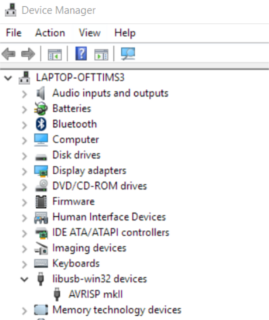 Device Manager
File Action View Help
LAPTOP-OFTTIMS3
Audio inputs and outputs
Batteries
Bluetooth
Computer
Disk drives
Display adapters
DVD/CD-ROM drives
Firmware
Human Interface Devices
IDE ATA/ATAPI controllers
Imaging devices
Keyboards
libusb-win32 devices
AVRISP mkII
Memory technology devices